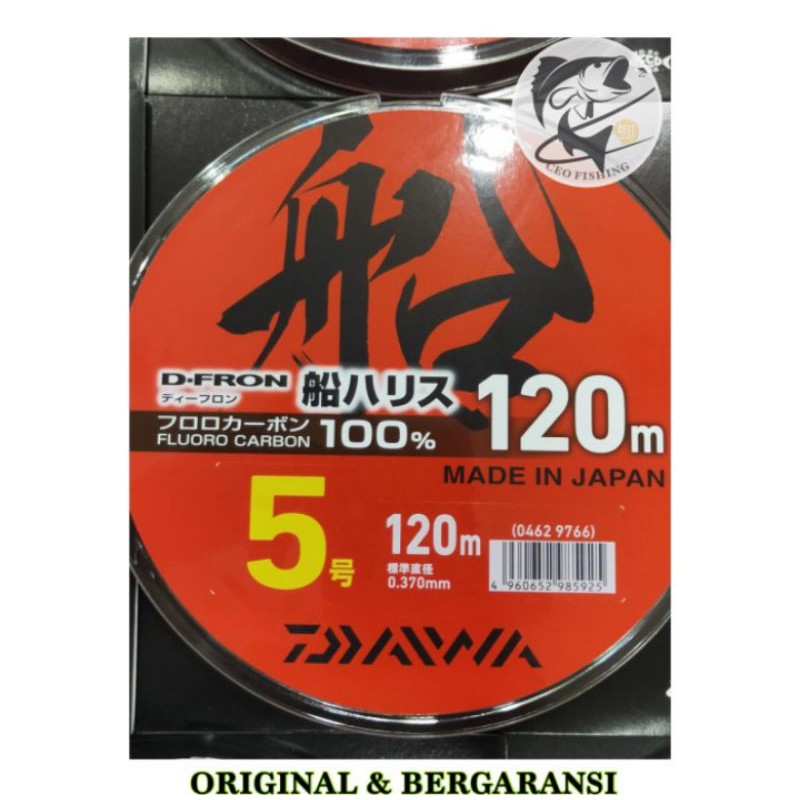 CEO FISHING
船
D-FRON 船ハリス 120m
ディーフロン
フロロカーボン
FLUORO CARBON 100%
MADE IN JAPAN
5号
120m
標準直径
0.370mm
(0462 9766)
4 960652 985925
DAIWA
ORIGINAL & BERGARANSI